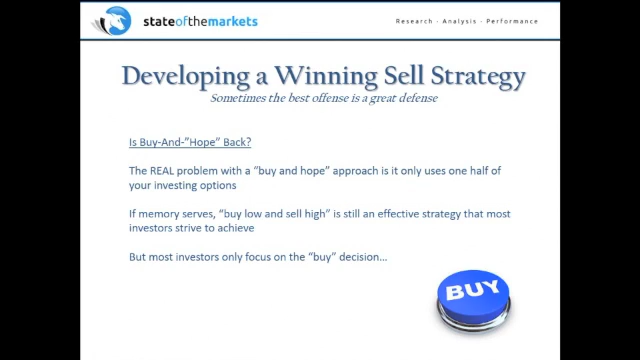 stateofthemarkets
Research · Analysis · Performance
Developing a Winning Sell Strategy
Sometimes the best offense is a great defense
Is Buy-And-"Hope" Back?
The REAL problem with a "buy and hope" approach is it only uses one half of
your investing options
If memory serves, "buy low and sell high" is still an effective strategy that most
investors strive to achieve
But most investors only focus on the "buy" decision...
BUY